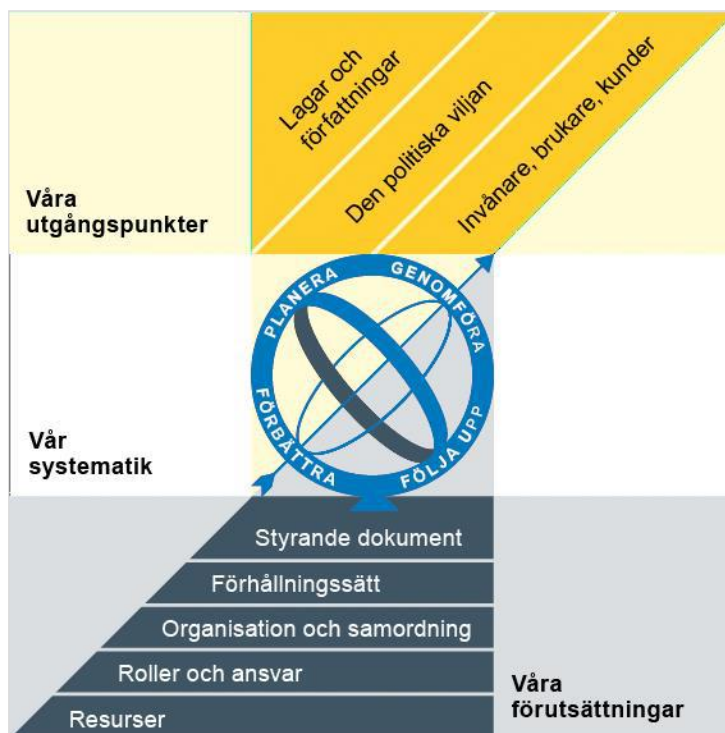 Lagar och
författningar
Den politiska viljan
Invånare, brukare, kunder
Våra
utgångspunkter
PLANERA
GENOMFÖRA
FÖRBÄTTRA
FÖLJA UPP
Vår
systematik
Styrande dokument
Förhållningssätt
Organisation och samordning
Roller och ansvar
Resurser
Våra
förutsättningar